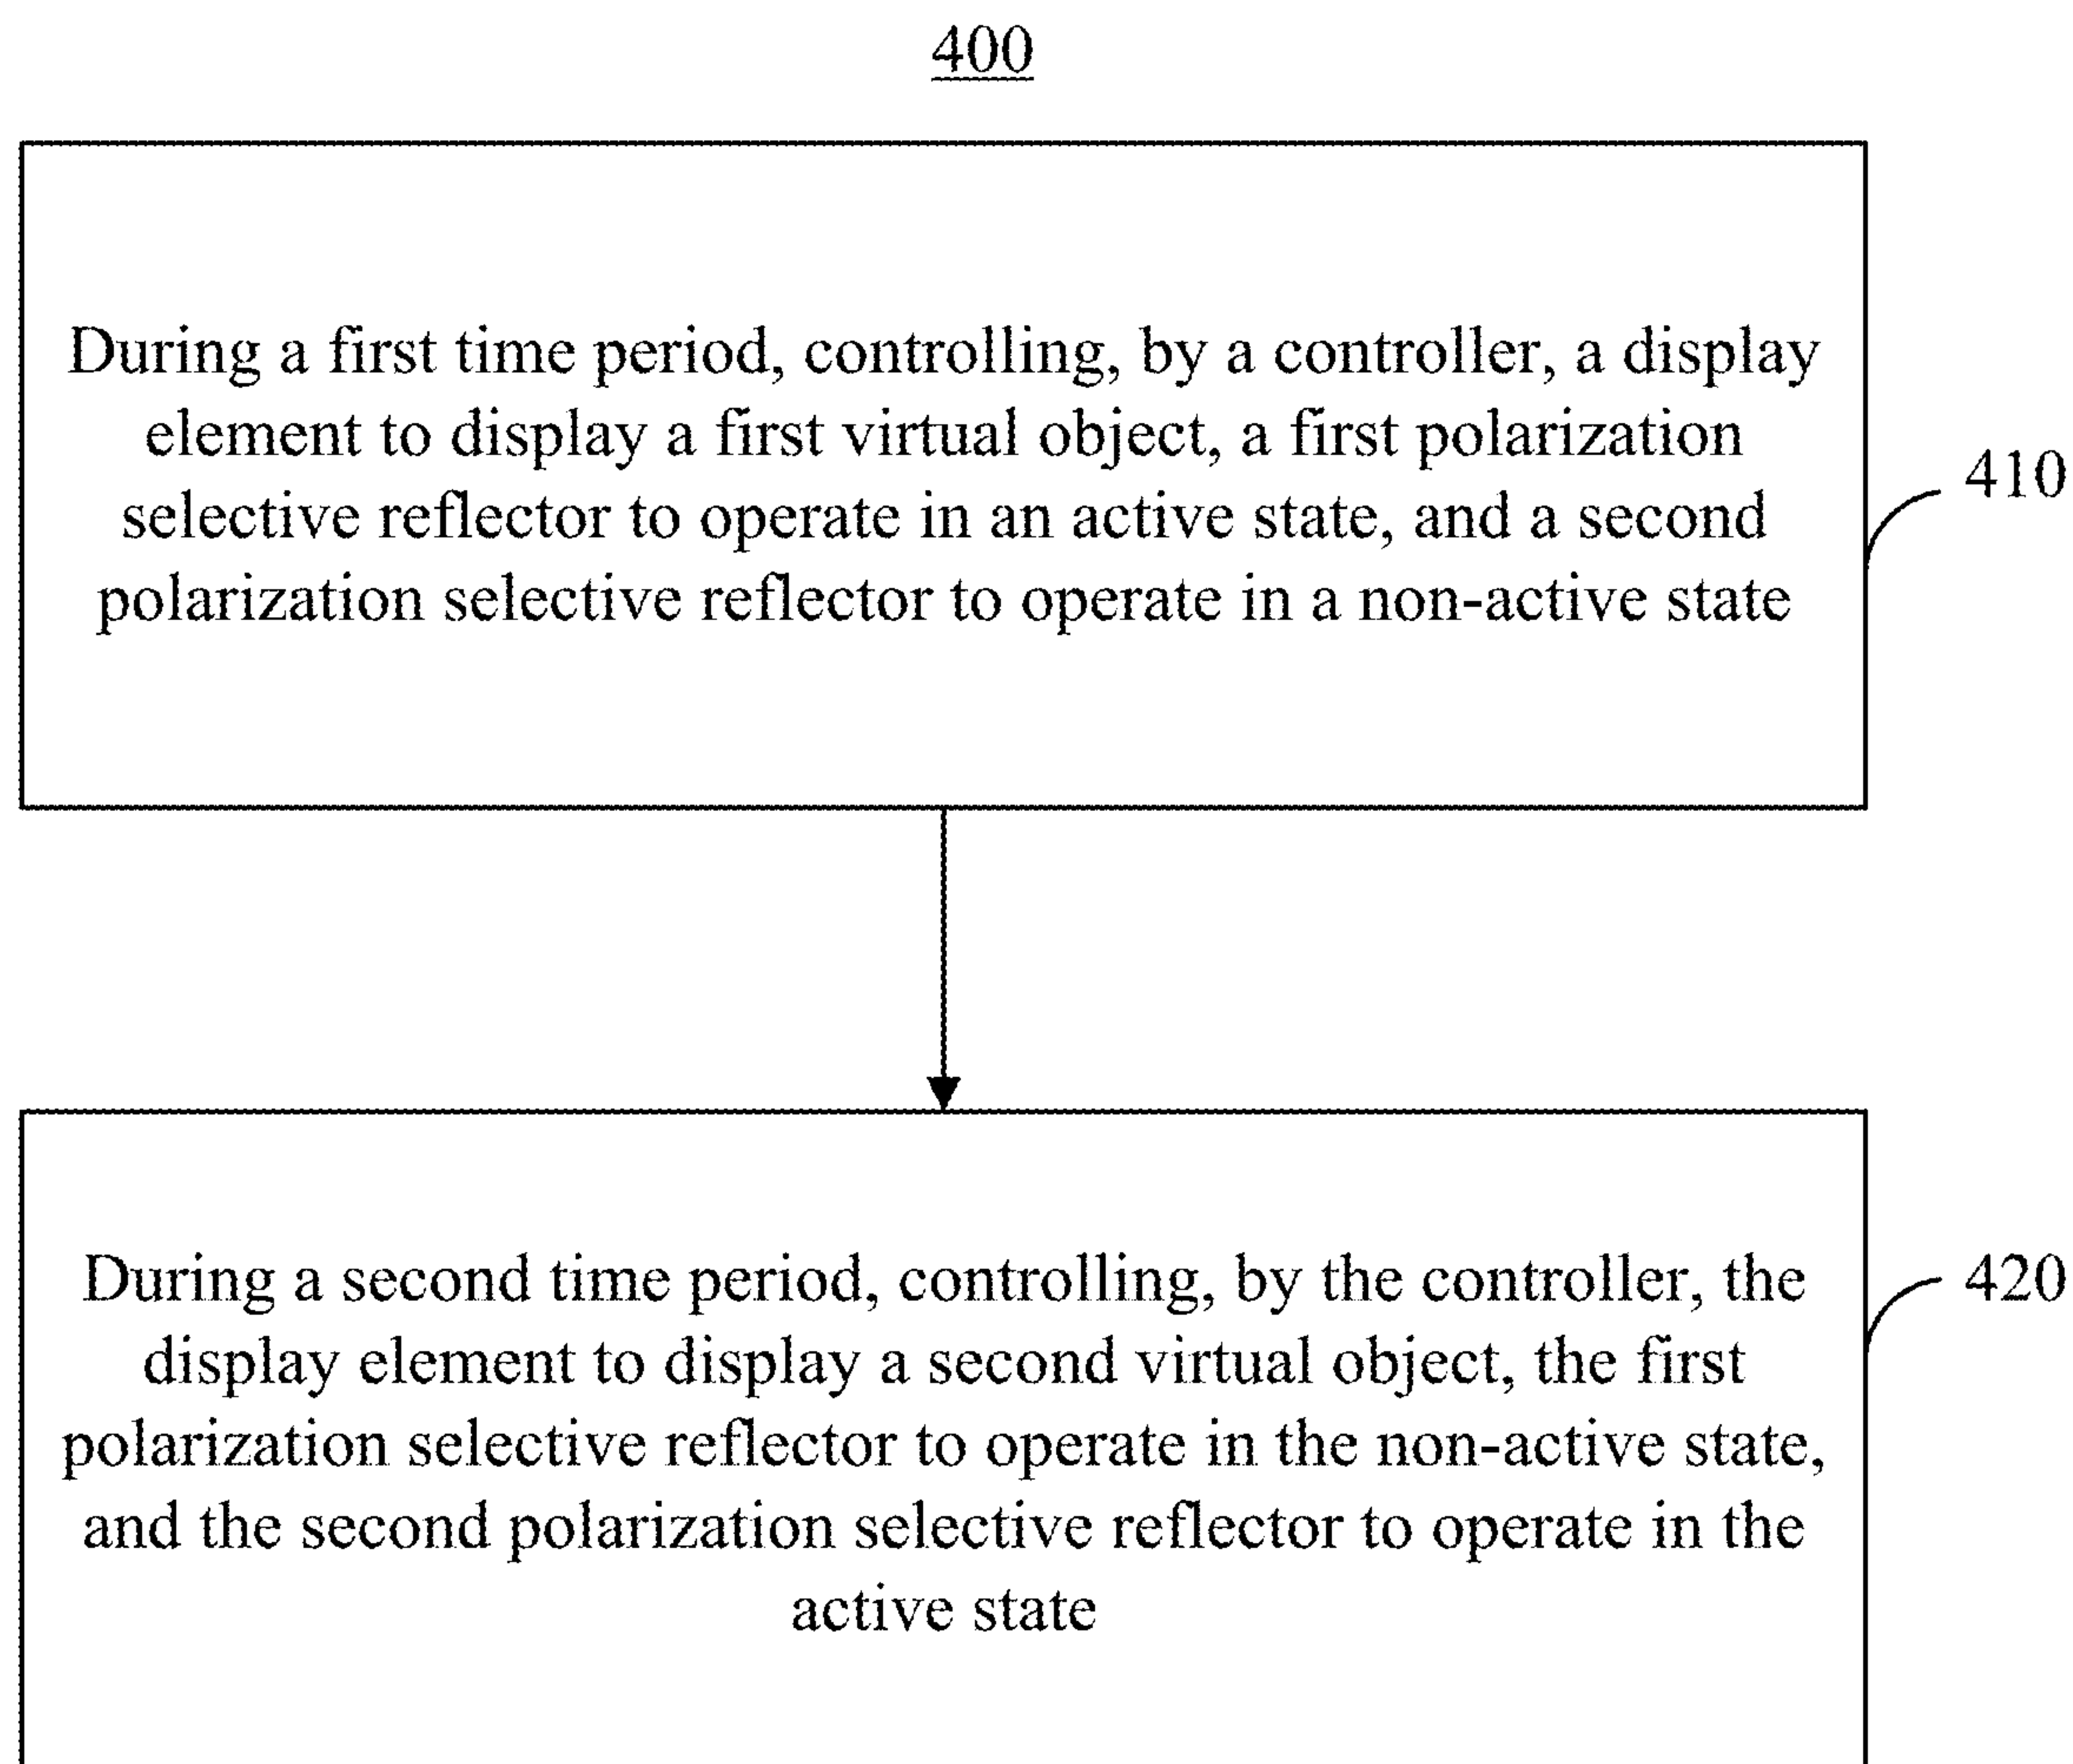 400
During a first time period, controlling, by a controller, a display
element to display a first virtual object, a first polarization
selective reflector to operate in an active state, and a second
polarization selective reflector to operate in a non-active state
410
During a second time period, controlling, by the controller, the
display element to display a second virtual object, the first
polarization selective reflector to operate in the non-active state,
and the second polarization selective reflector to operate in the
active state
420